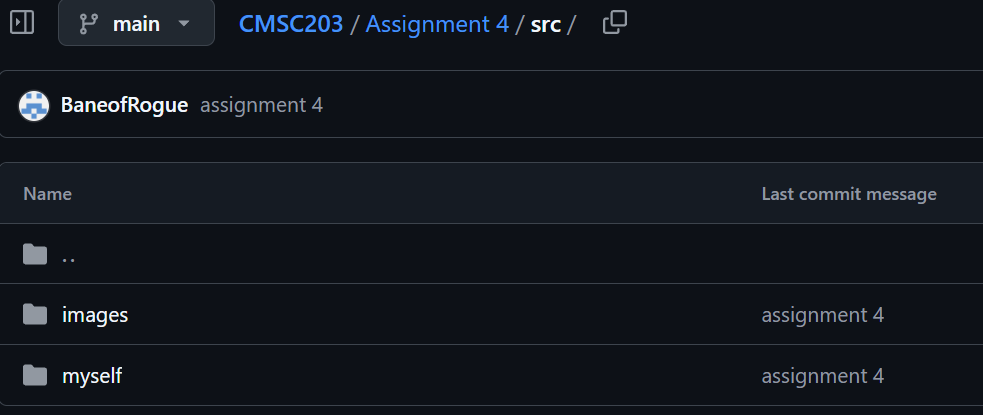 main
CMSC203 / Assignment 4 / src /
BaneofRogue assignment 4
Name Last commit message
..
images assignment 4
myself assignment 4